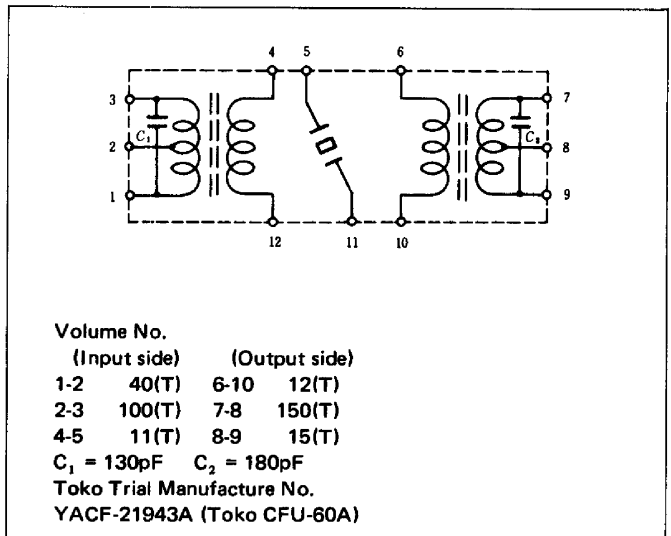 4 5 6
3 7
C₁ C₂
2 8
1 9
12 11 10
Volume No.
(Input side) (Output side)
1-2 40(T) 6-10 12(T)
2-3 100(T) 7-8 150(T)
4-5 11(T) 8-9 15(T)
C₁ = 130pF C₂ = 180pF
Toko Trial Manufacture No.
YACF-21943A (Toko CFU-60A)